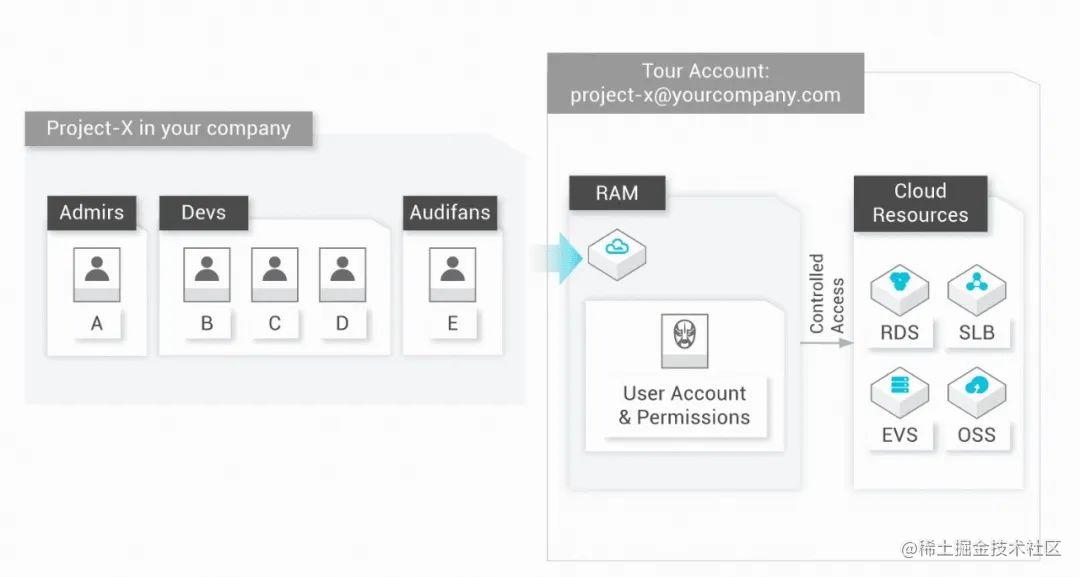 Tour Account:
project-x@yourcompany.com
Project-X in your company
Admirs
Devs
Audifans
A
B
C
D
E
RAM
User Account
& Permissions
Controlled
Access
Cloud
Resources
RDS
SLB
EVS
OSS
@稀土掘金技术社区